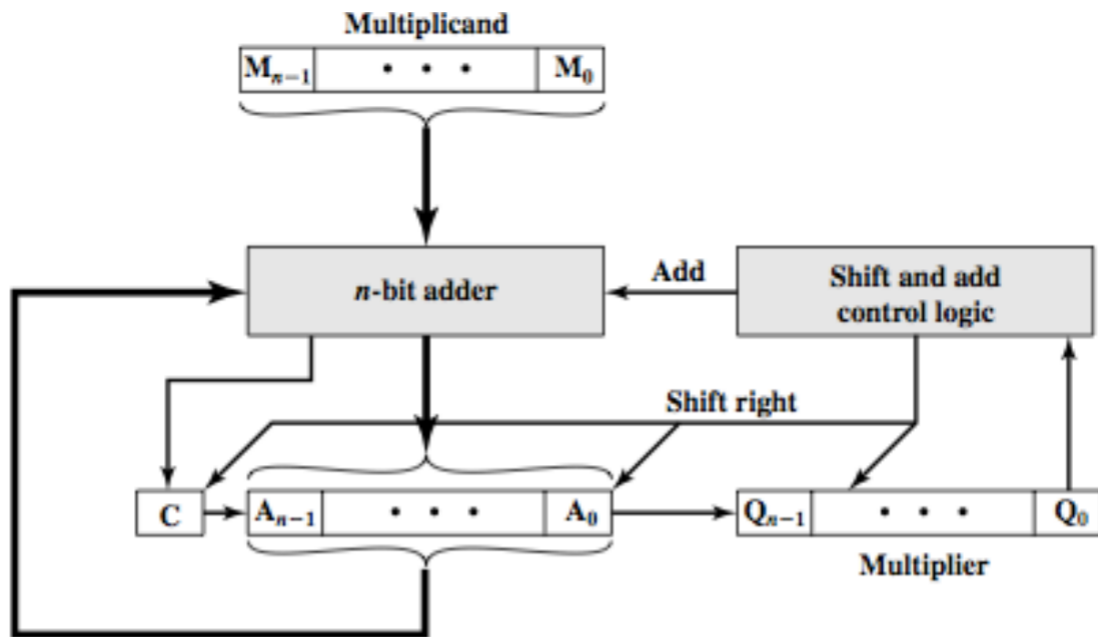 Multiplicand
Mn−1 • • • M0
n-bit adder
Add
Shift and add
control logic
Shift right
C
An−1 • • • A0
Qn−1 • • • Q0
Multiplier